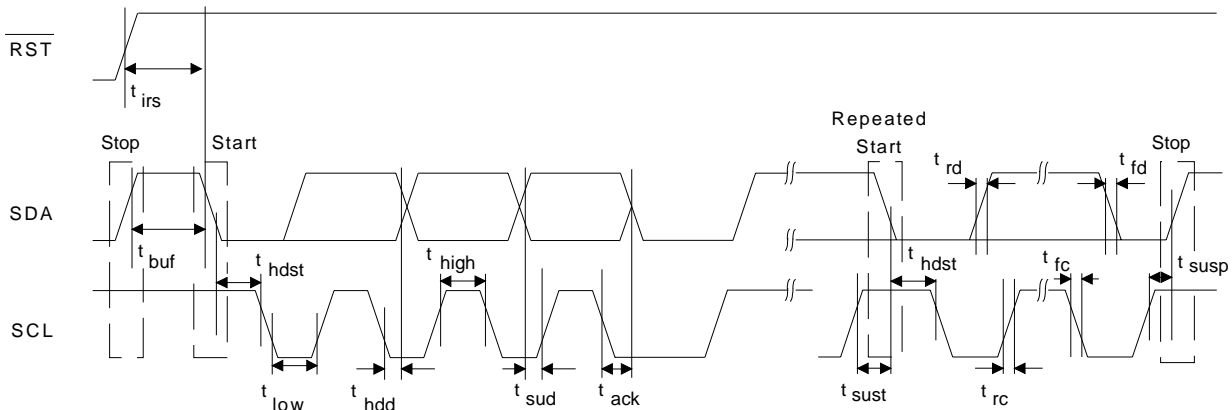 RST
t irs
Repeated
Stop Start Start Stop
t rd t fd
SDA
t buf t hdst t high t hdst t fc t susp
SCL
t low t hdd t sud t ack t sust t rc